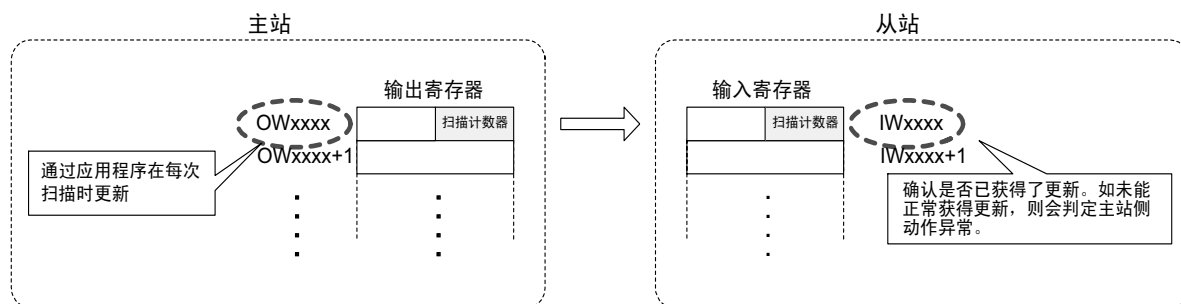 主站
输出寄存器
OWxxxx
扫描计数器
OWxxxx+1
通过应用程序在每次
扫描时更新
从站
输入寄存器
扫描计数器
IWxxxx
IWxxxx+1
确认是否已获得了更新。如未能
正常获得更新，则会判定主站侧
动作异常。